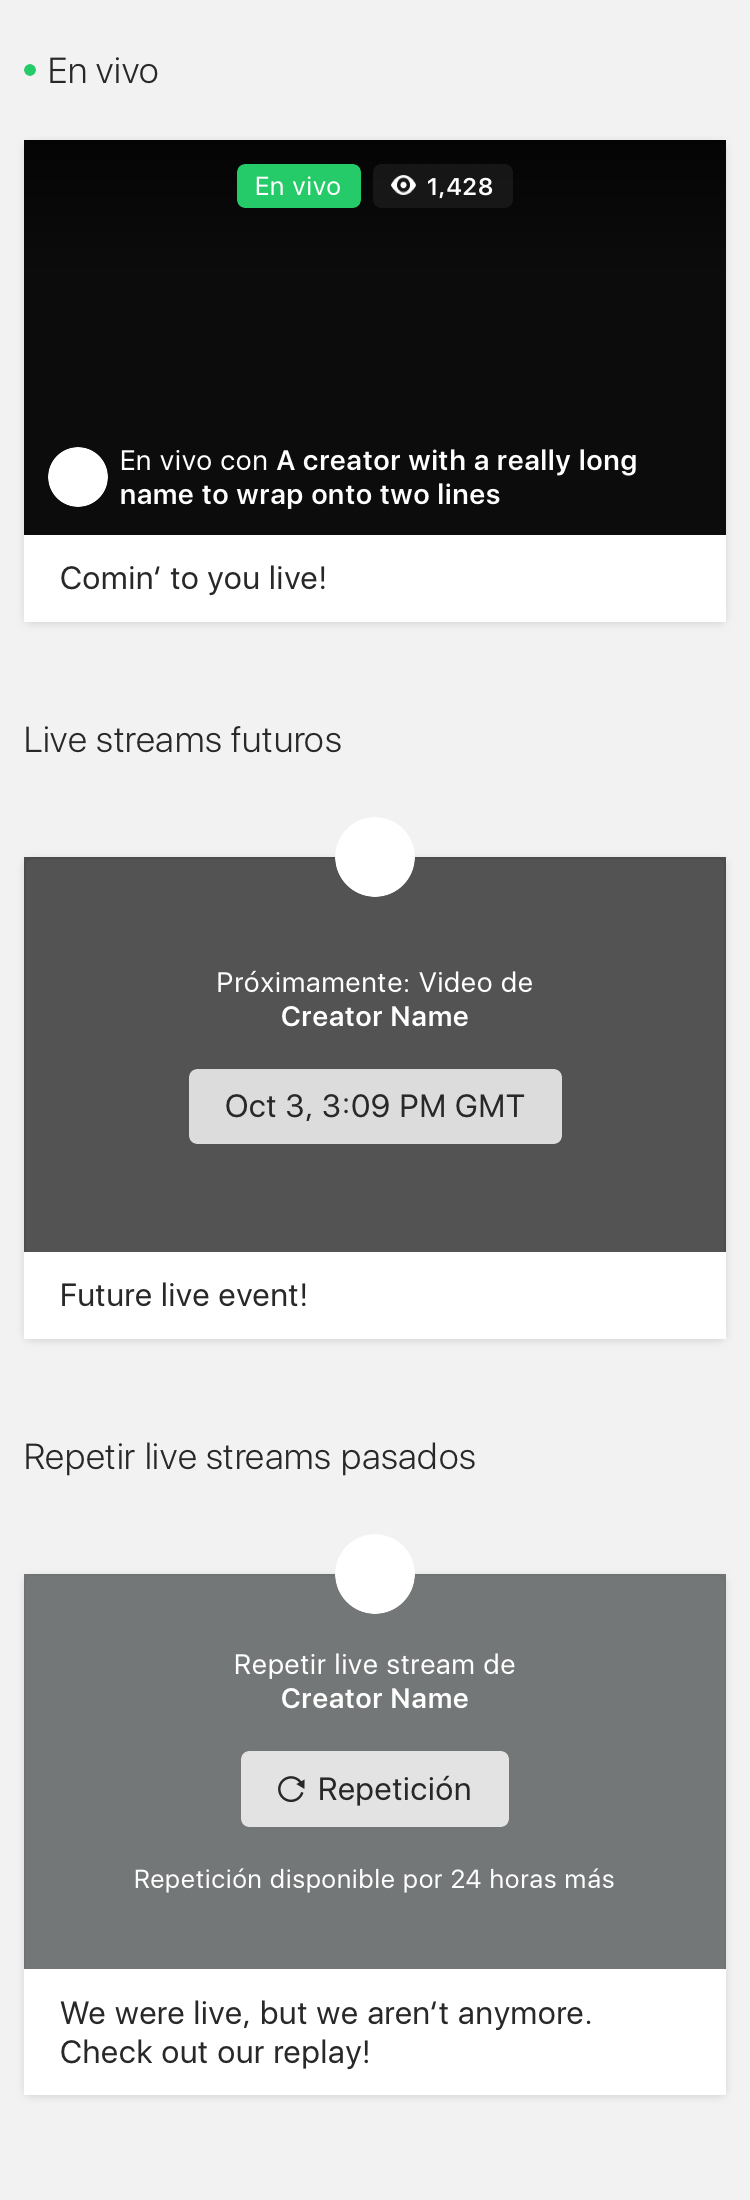 En vivo
En vivo 1,428
En vivo con A creator with a really long
name to wrap onto two lines
Comin’ to you live!
Live streams futuros
Próximamente: Video de
Creator Name
Oct 3, 3:09 PM GMT
Future live event!
Repetir live streams pasados
Repetir live stream de
Creator Name
Repetición
Repetición disponible por 24 horas más
We were live, but we aren’t anymore.
Check out our replay!